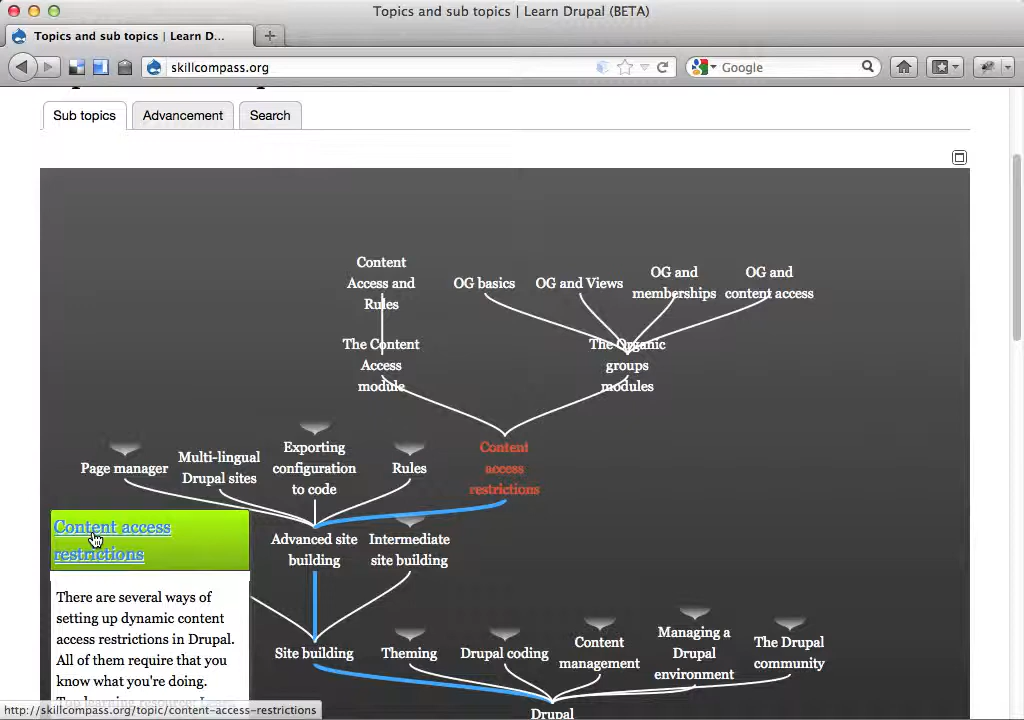 Topics and sub topics | Learn Drupal (BETA)
Topics and sub topics | Learn D...
skillcompass.org
Google
Sub topics
Advancement
Search
Content
Access and
Rules
OG basics
OG and Views
OG and
memberships
OG and
content access
The Content
Access
module
The Organic
groups
modules
Page manager
Multi-lingual
Drupal sites
Exporting
configuration
to code
Rules
Content
access
restrictions
Content access
restrictions
Advanced site
building
Intermediate
site building
There are several ways of
setting up dynamic content
access restrictions in Drupal.
All of them require that you
know what you're doing.
Site building
Theming
Drupal coding
Content
management
Managing a
Drupal
environment
The Drupal
community
Drupal
http://skillcompass.org/topic/content-access-restrictions